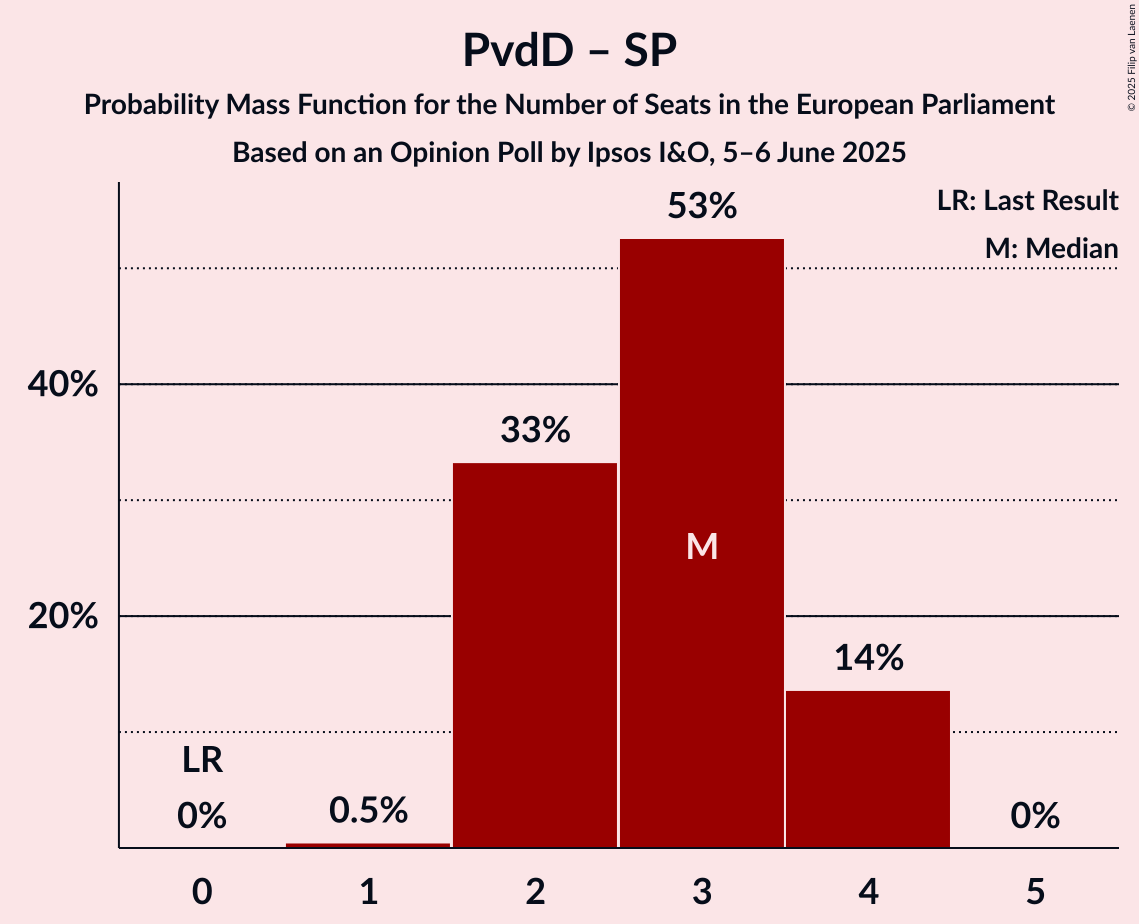 PvdD – SP
Probability Mass Function for the Number of Seats in the European Parliament
Based on an Opinion Poll by Ipsos I&O, 5–6 June 2025
© 2025 Filip van Laenen
LR: Last Result
M: Median
53%
40%
33%
M
20%
14%
LR
0%
0.5%
0%
0 1 2 3 4 5